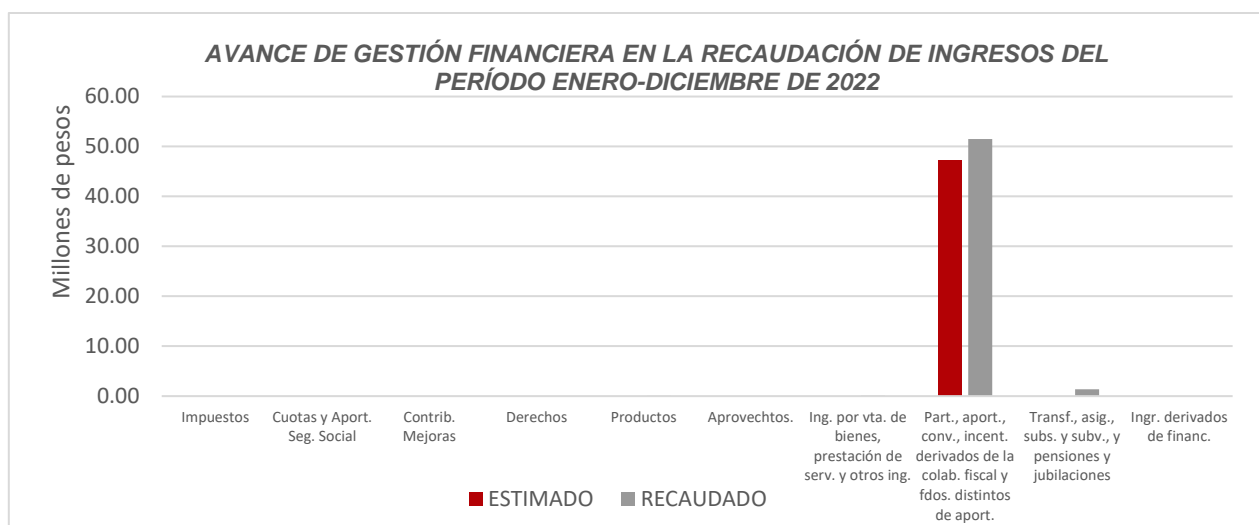 AVANCE DE GESTIÓN FINANCIERA EN LA RECAUDACIÓN DE INGRESOS DEL
PERÍODO ENERO-DICIEMBRE DE 2022
Millones de pesos
60.00
50.00
40.00
30.00
20.00
10.00
0.00
Impuestos
Cuotas y Aport.
Seg. Social
Contrib.
Mejoras
Derechos
Productos
Aprovechtos.
Ing. por vta. de
bienes,
prestación de
serv. y otros ing.
Part., aport.,
conv., incent.
derivados de la
colab. fiscal y
fdos. distintos
de aport.
Transf., asig.,
subs. y subv., y
pensiones y
jubilaciones
Ingr. derivados
de financ.
ESTIMADO
RECAUDADO